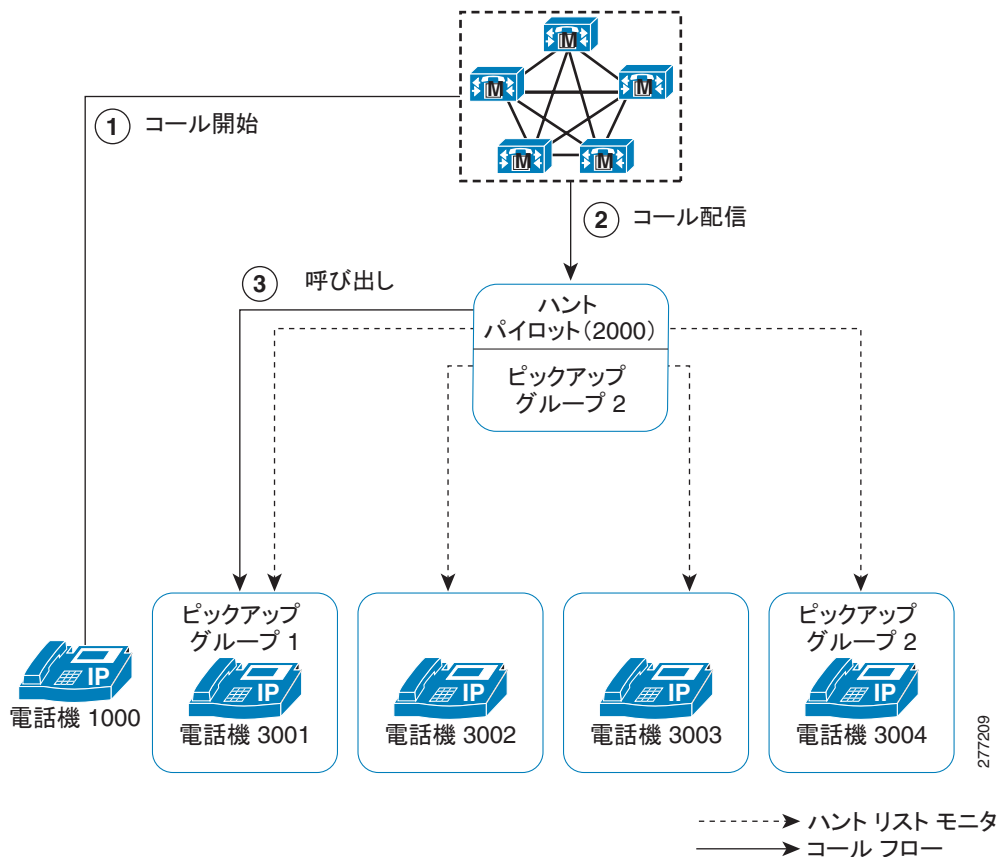 M
M
M
M
M
1 コール開始
2 コール配信
3 呼び出し
ハント
パイロット(2000)
ピックアップ
グループ 2
ピックアップ
グループ 1
ピックアップ
グループ 2
IP
IP
IP
IP
IP
電話機 1000
電話機 3001
電話機 3002
電話機 3003
電話機 3004
277209
ハント リスト モニタ
コール フロー